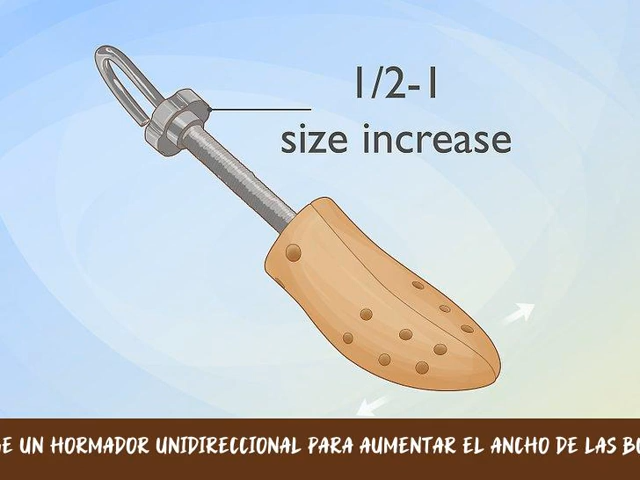 1/2-1
size increase
UN HORMADOR UNIDIRECCIONAL PARA AUMENTAR EL ANCHO DE LAS